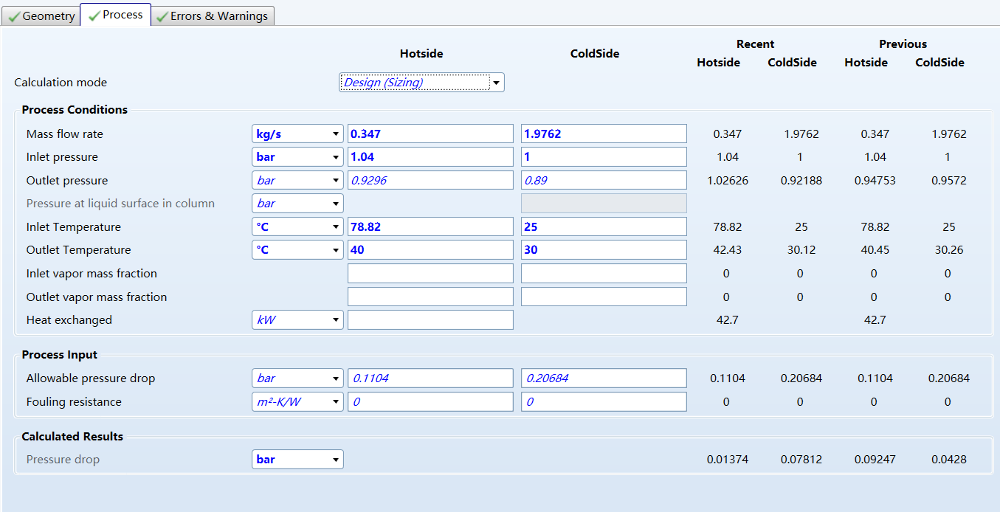 Geometry Process Errors & Warnings
Recent Previous
Hotside ColdSide
Hotside ColdSide Hotside ColdSide
Calculation mode Design (Sizing)
Process Conditions
Mass flow rate kg/s 0.347 1.9762 0.347 1.9762 0.347 1.9762
Inlet pressure bar 1.04 1 1.04 1 1.04 1
Outlet pressure bar 0.9296 0.89 1.02626 0.92188 0.94753 0.9572
Pressure at liquid surface in column bar
Inlet Temperature °C 78.82 25 78.82 25 78.82 25
Outlet Temperature °C 40 30 42.43 30.12 40.45 30.26
Inlet vapor mass fraction 0 0 0 0
Outlet vapor mass fraction 0 0 0 0
Heat exchanged kW 42.7 42.7
Process Input
Allowable pressure drop bar 0.1104 0.20684 0.1104 0.20684 0.1104 0.20684
Fouling resistance m²-K/W 0 0 0 0 0 0
Calculated Results
Pressure drop bar 0.01374 0.07812 0.09247 0.0428